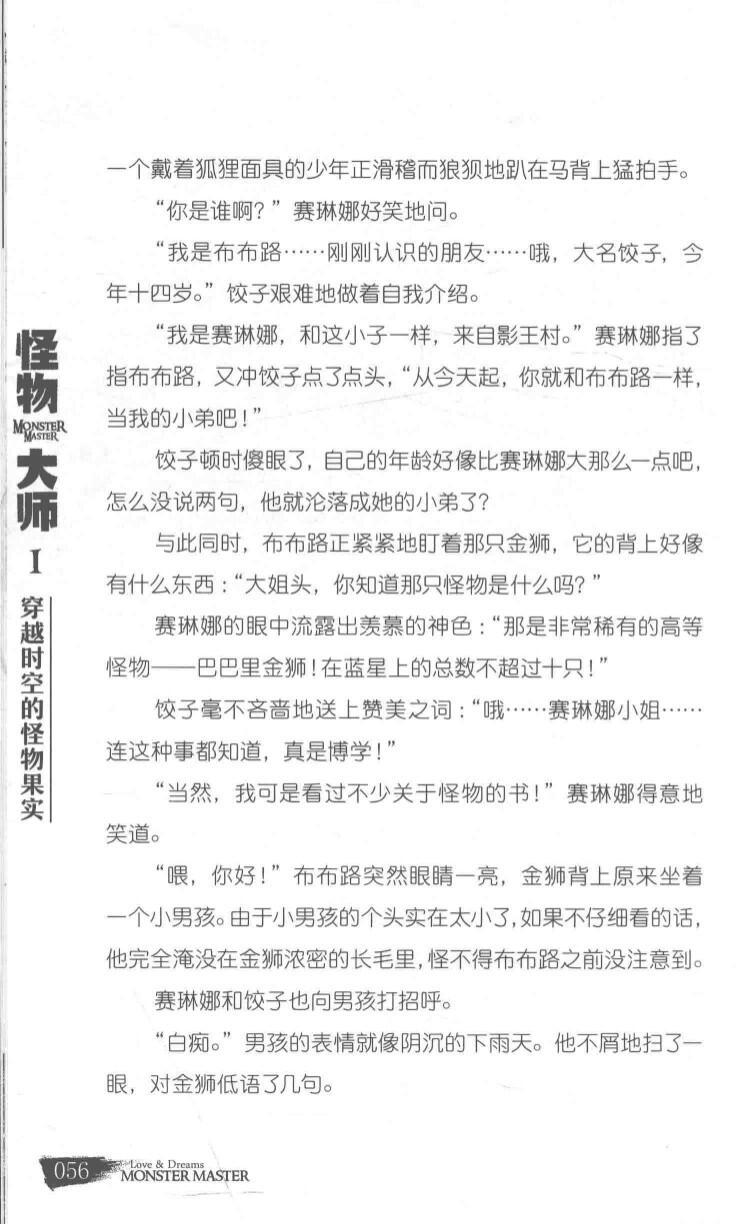 一个戴着狐狸面具的少年正滑稽而狼狈地趴在马背上猛拍手。
“你是谁啊？”赛琳娜好笑地问。
“我是布布路……刚刚认识的朋友……哦，大名饺子，今
年十四岁。”饺子艰难地做着自我介绍。
“我是赛琳娜，和这小子一样，来自影王村。”赛琳娜指了
指布布路，又冲饺子点了点头，“从今天起，你就和布布路一样，
当我的小弟吧！”
饺子顿时傻眼了，自己的年龄好像比赛琳娜大那么一点吧，
怎么没说两句，他就沦落成她的小弟了？
与此同时，布布路正紧紧地盯着那只金狮，它的背上好像
有什么东西：“大姐头，你知道那只怪物是什么吗？”
赛琳娜的眼中流露出羡慕的神色：“那是非常稀有的高等
怪物——巴巴里金狮！在蓝星上的总数不超过十只！”
饺子毫不吝啬地送上赞美之词：“哦……赛琳娜小姐……
连这种事都知道，真是博学！”
“当然，我可是看过不少关于怪物的书！”赛琳娜得意地
笑道。
“喂，你好！”布布路突然眼睛一亮，金狮背上原来坐着
一个小男孩。由于小男孩的个头实在太小了，如果不仔细看的话，
他完全淹没在金狮浓密的长毛里，怪不得布布路之前没注意到。
赛琳娜和饺子也向男孩打招呼。
“白痴。”男孩的表情就像阴沉的下雨天。他不屑地扫了一
眼，对金狮低语了几句。
怪物
MONSTER
MASTER
大师
I
穿越时空的怪物果实
056
Love & Dreams
MONSTER MASTER